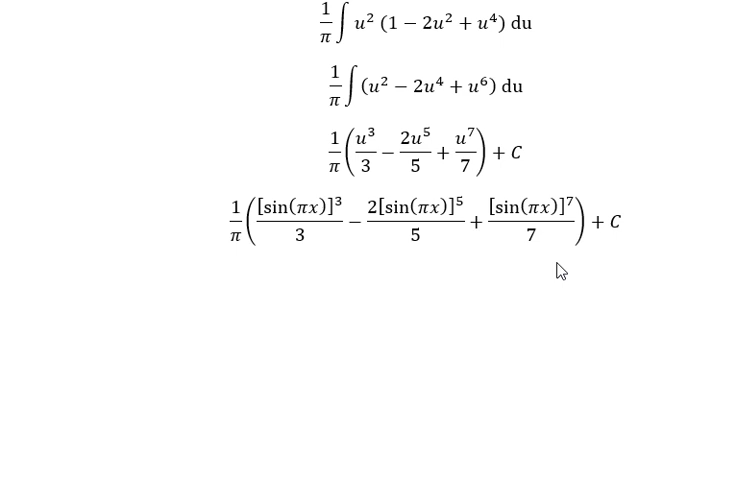 1/π ∫ u² (1 − 2u² + u⁴) du
1/π ∫ (u² − 2u⁴ + u⁶) du
1/π (u³/3 − 2u⁵/5 + u⁷/7) + C
1/π ([sin(πx)]³/3 − 2[sin(πx)]⁵/5 + [sin(πx)]⁷/7) + C